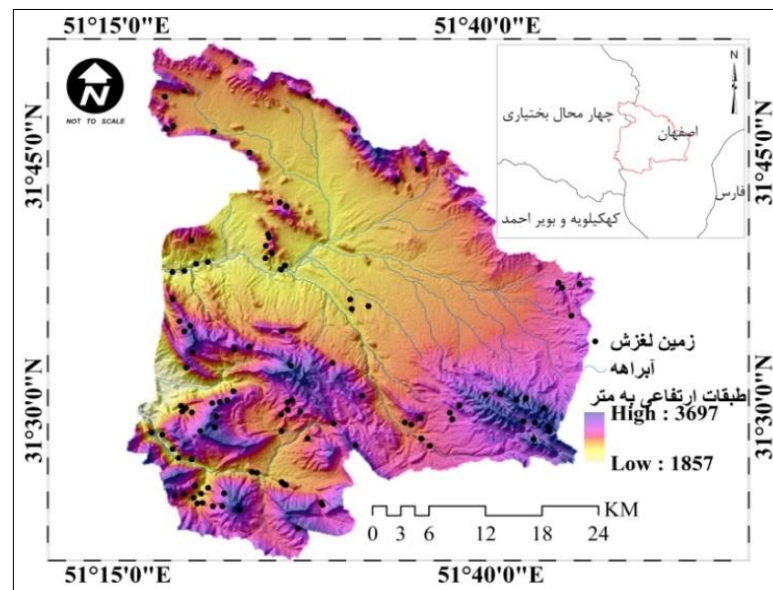 51°15'0"E
51°40'0"E
N
NOT TO SCALE
N
چهار محال بختیاری
اصفهان
فارس
کهکیلویه و بویر احمد
31°45'0"N
31°45'0"N
31°30'0"N
31°30'0"N
زمین لغزش
آبراهه
طبقات ارتفاعی به متر
High : 3697
Low : 1857
KM
0 3 6 12 18 24
51°15'0"E
51°40'0"E